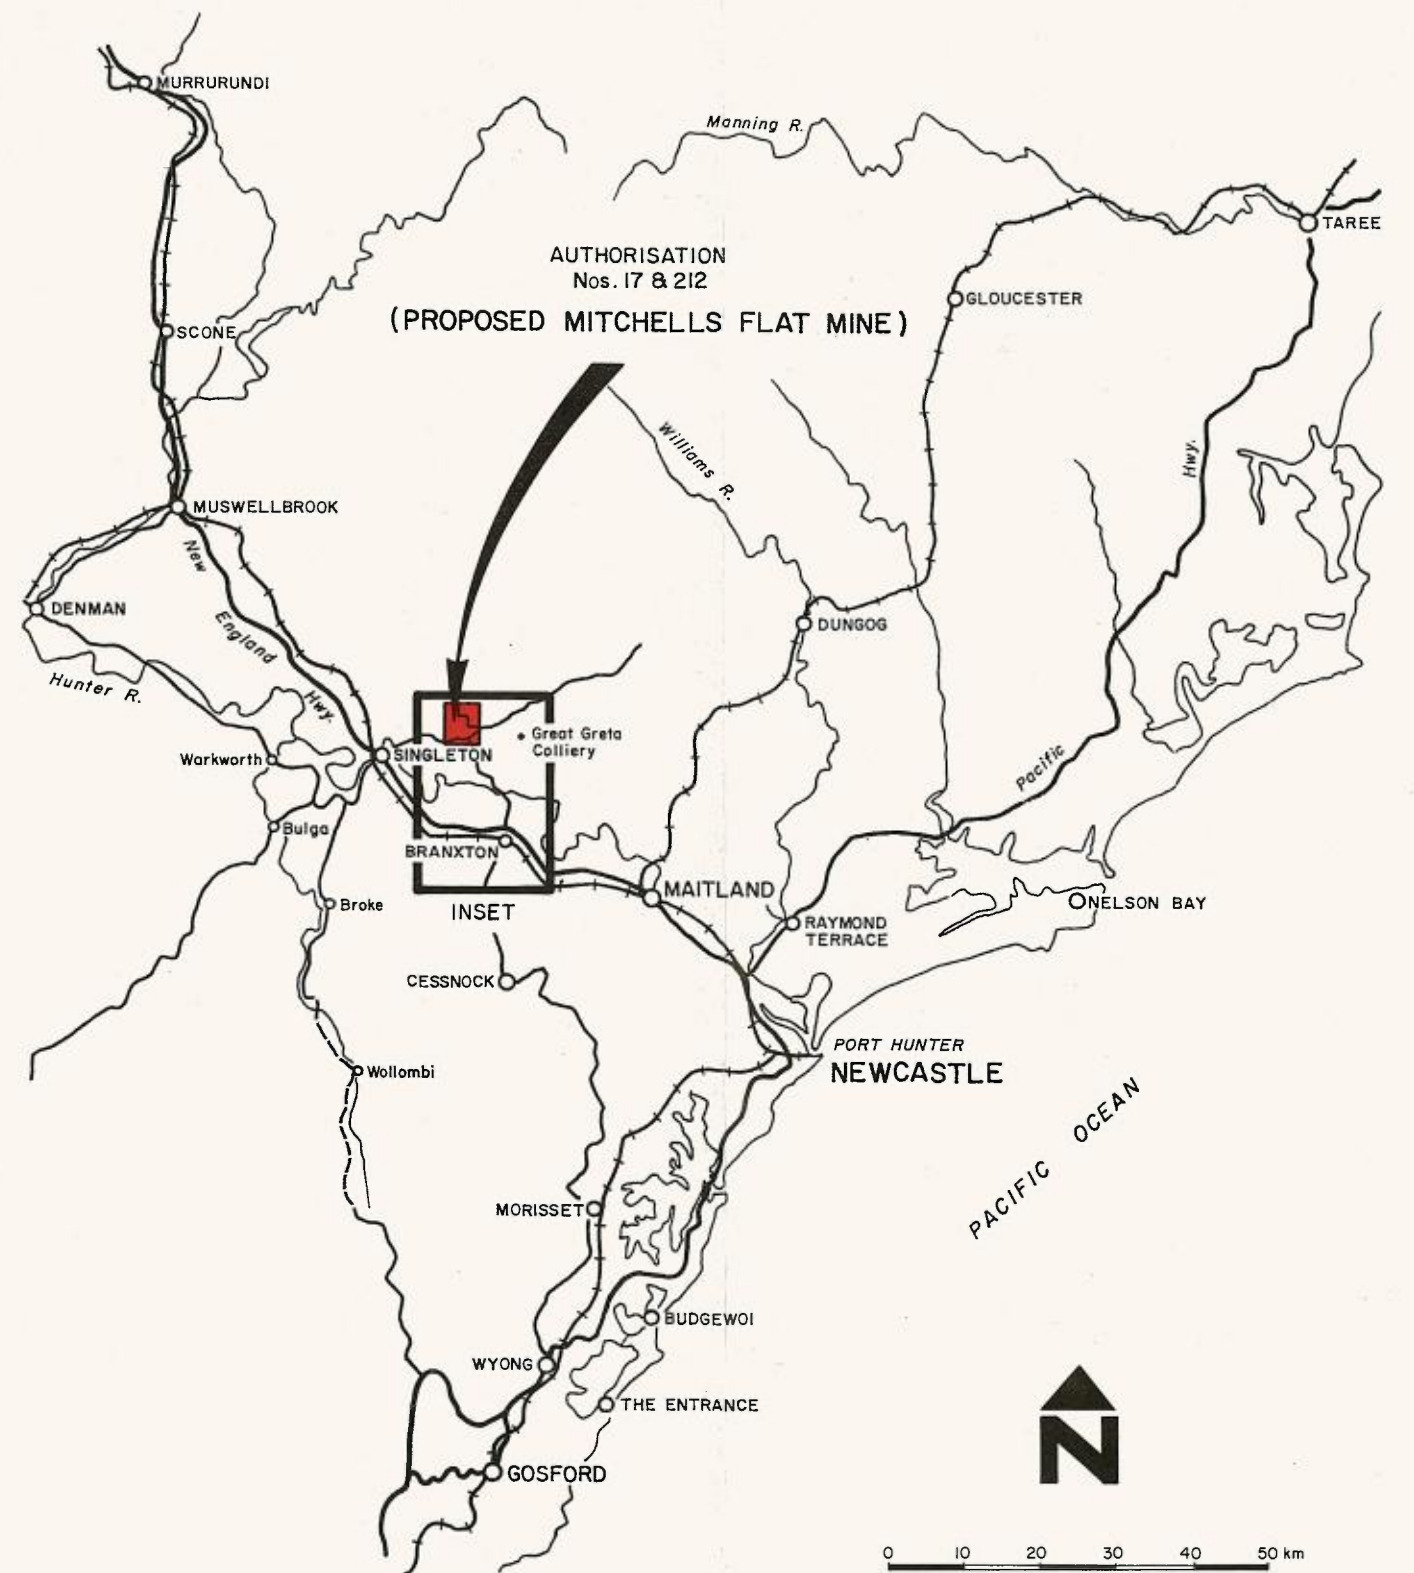 MURRURUNDI
Manning R.
TAREE
AUTHORISATION
Nos. 17 & 212
(PROPOSED MITCHELLS FLAT MINE)
GLOUCESTER
SCONE
Williams R.
Hwy.
MUSWELLBROOK
New
England
Hwy.
DENMAN
DUNGOG
Hunter R.
Great Greta
Colliery
SINGLETON
Warkworth
Pacific
Bulga
BRANXTON
MAITLAND
Broke
INSET
NELSON BAY
RAYMOND
TERRACE
CESSNOCK
PORT HUNTER
NEWCASTLE
Wollombi
PACIFIC OCEAN
MORISSET
BUDGEWOI
WYONG
THE ENTRANCE
N
GOSFORD
0 10 20 30 40 50 km